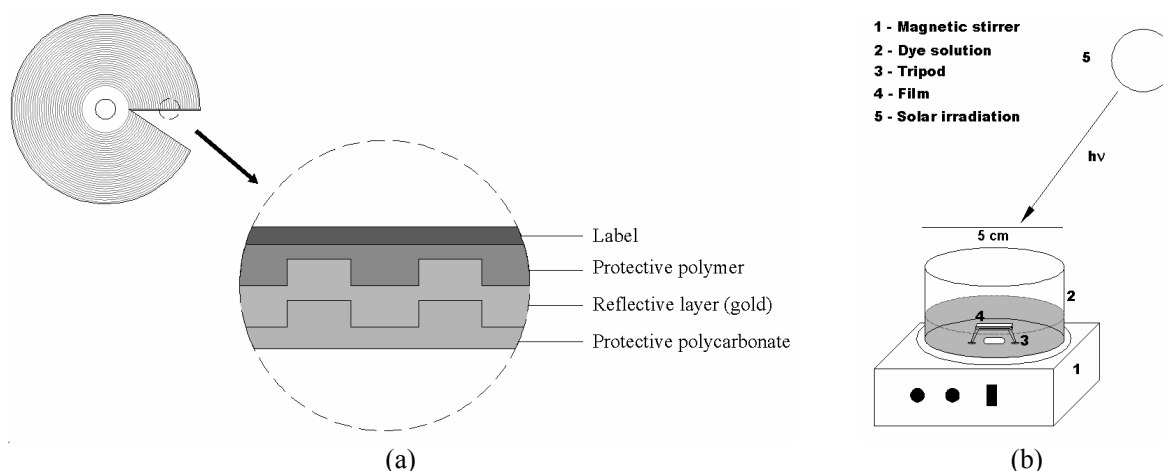 Label
Protective polymer
Reflective layer (gold)
Protective polycarbonate
(a)
1 - Magnetic stirrer
2 - Dye solution
3 - Tripod
4 - Film
5 - Solar irradiation
5
hν
5 cm
2
4
3
1
(b)